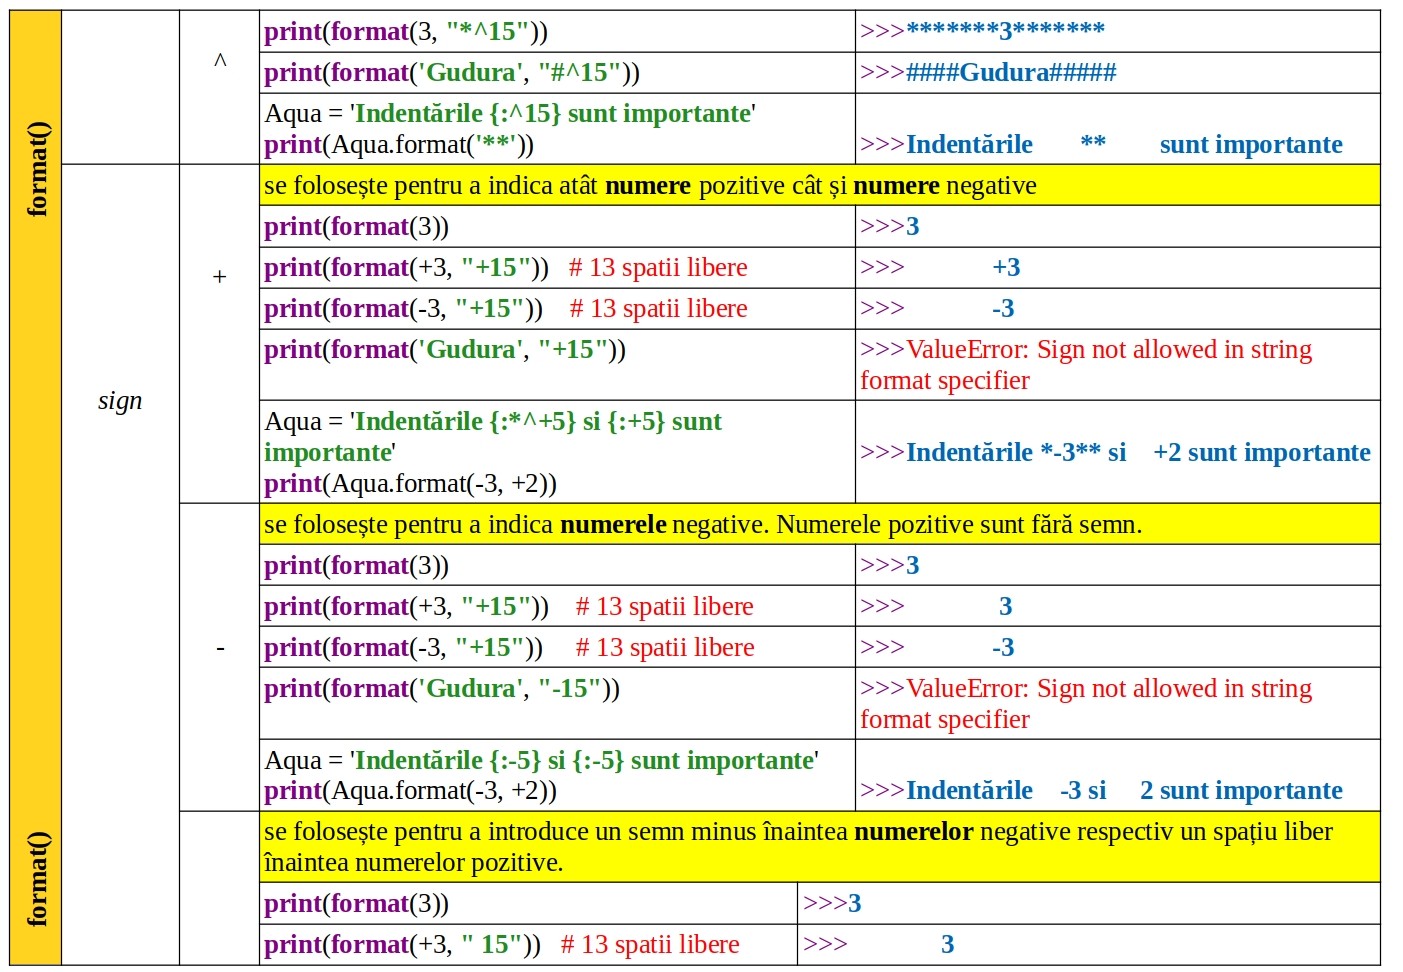 format()
^
print(format(3, "*^15"))
>>>*******3*******
print(format('Gudura', "#^15"))
>>>####Gudura#####
Aqua = 'Indentările {:^15} sunt importante'
print(Aqua.format('**'))
>>>Indentările       **        sunt importante
sign
+
se folosește pentru a indica atât numere pozitive cât și numere negative
print(format(3))
>>>3
print(format(+3, "+15"))   # 13 spatii libere
>>>             +3
print(format(-3, "+15"))    # 13 spatii libere
>>>             -3
print(format('Gudura', "+15"))
>>>ValueError: Sign not allowed in string
format specifier
Aqua = 'Indentările {:*^+5} si {:+5} sunt
importante'
print(Aqua.format(-3, +2))
>>>Indentările *-3** si    +2 sunt importante
-
se folosește pentru a indica numerele negative. Numerele pozitive sunt fără semn.
print(format(3))
>>>3
print(format(+3, "+15"))    # 13 spatii libere
>>>              3
print(format(-3, "+15"))     # 13 spatii libere
>>>             -3
print(format('Gudura', "-15"))
>>>ValueError: Sign not allowed in string
format specifier
Aqua = 'Indentările {:-5} si {:-5} sunt importante'
print(Aqua.format(-3, +2))
>>>Indentările    -3 si     2 sunt importante
se folosește pentru a introduce un semn minus înaintea numerelor negative respectiv un spațiu liber
înaintea numerelor pozitive.
print(format(3))
>>>3
print(format(+3, " 15"))   # 13 spatii libere
>>>              3
format()